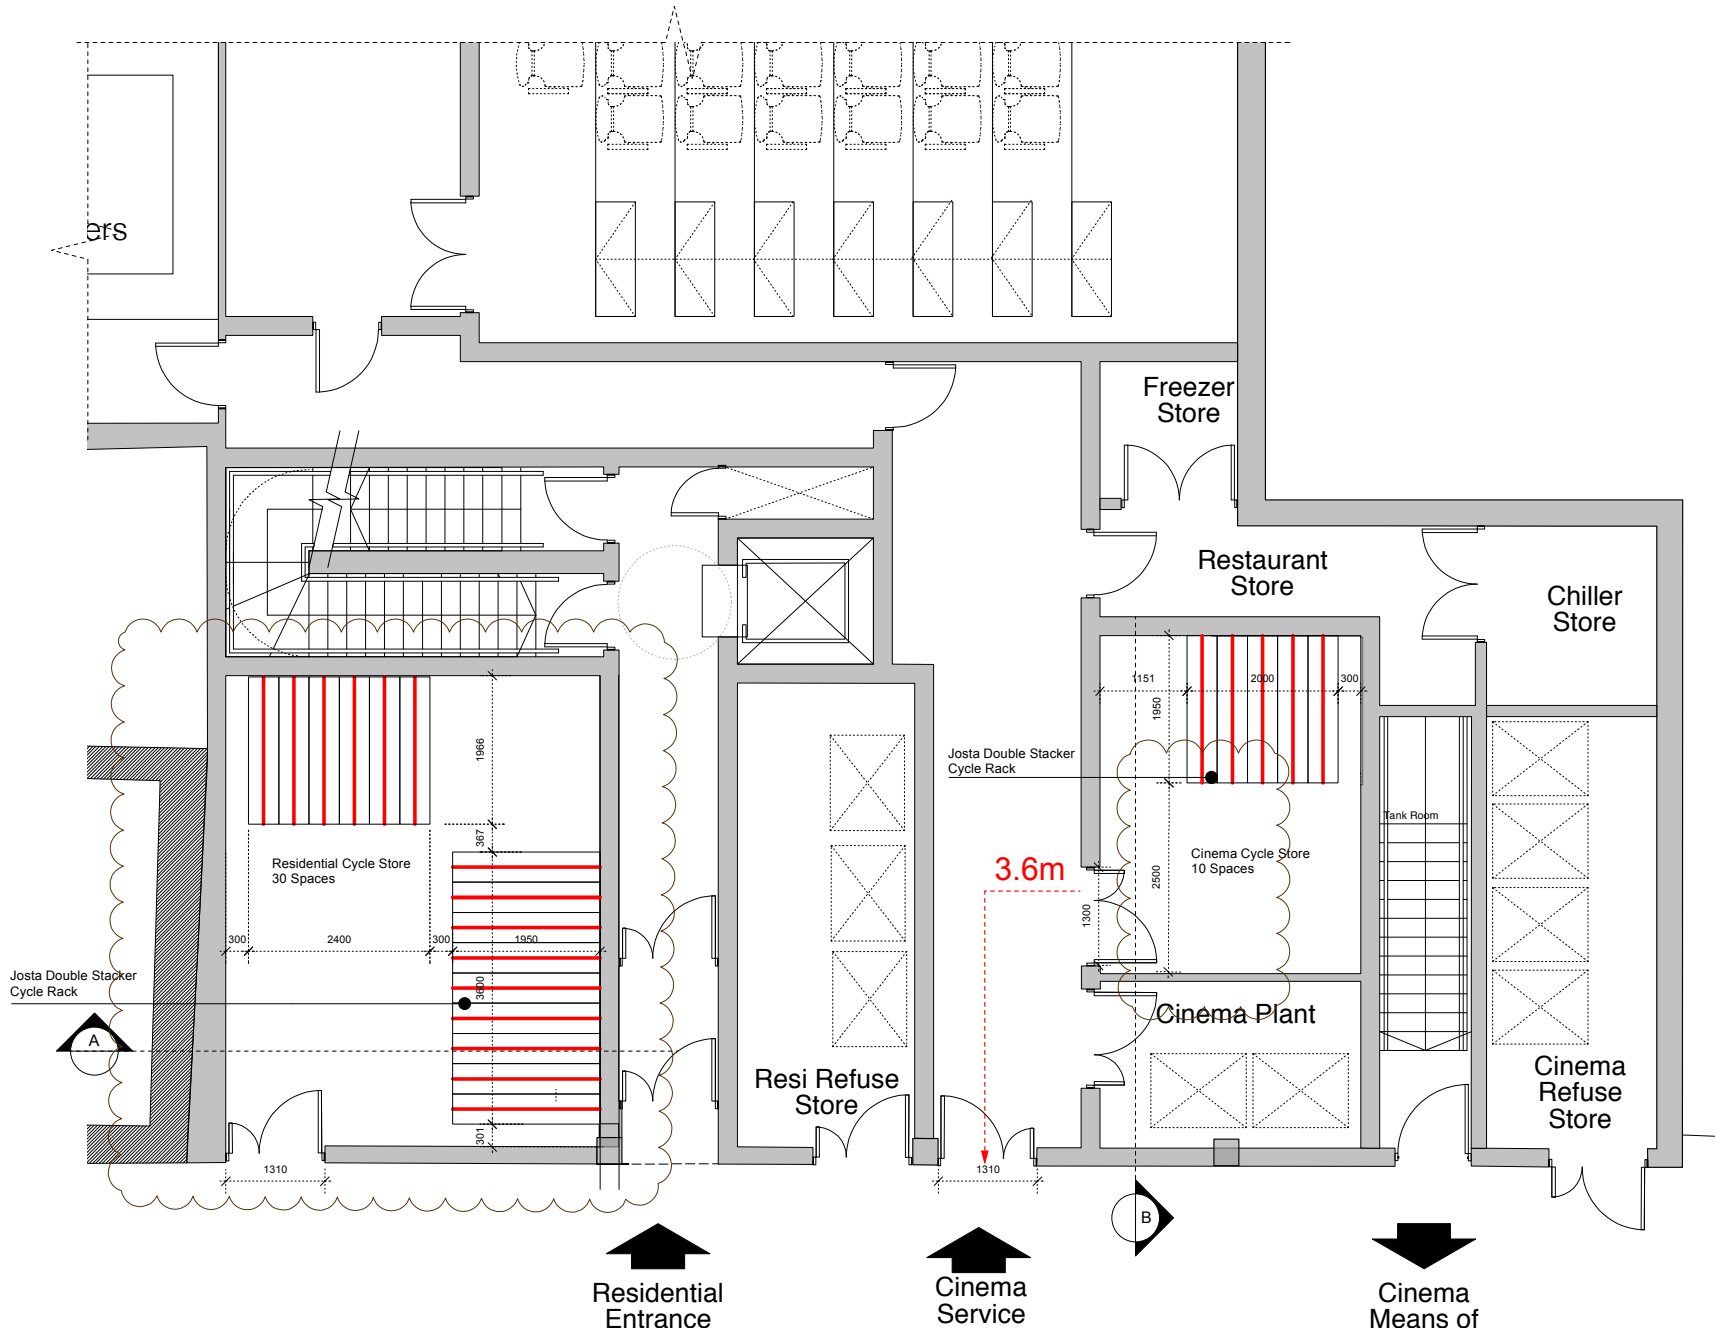 ers
Freezer
Store
Restaurant
Store
Chiller
Store
1151
2000
300
1950
1966
Josta Double Stacker
Cycle Rack
Tank Room
367
Residential Cycle Store
30 Spaces
3.6m
Cinema Cycle Store
10 Spaces
2500
1300
300
2400
300
1950
Josta Double Stacker
Cycle Rack
3600
Cinema Plant
A
Resi Refuse
Store
Cinema
Refuse
Store
301
1310
1310
B
Residential
Entrance
Cinema
Service
Cinema
Means of